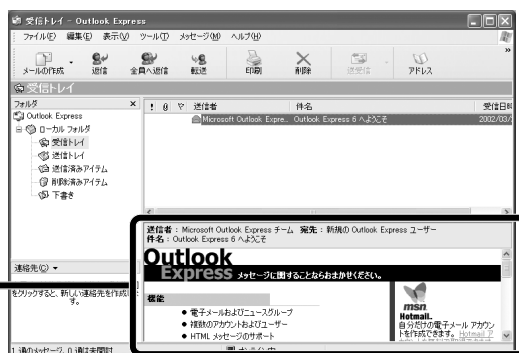 受信トレイ - Outlook Express
ファイル(F) 編集(E) 表示(V) ツール(T) メッセージ(M) ヘルプ(H)
メールの作成 返信 全員へ返信 転送 印刷 削除 送受信 アドレス
受信トレイ
フォルダ
Outlook Express
ローカル フォルダ
受信トレイ
送信トレイ
送信済みアイテム
削除済みアイテム
下書き
! 送信者 件名 受信日時
Microsoft Outlook Expre... Outlook Express 6 へようこそ 2002/03/
送信者: Microsoft Outlook Express チーム 宛先: 新規の Outlook Express ユーザー
件名: Outlook Express 6 へようこそ
Outlook
Express メッセージに関することならおまかせください。
機能
● 電子メールおよびニュースグループ
● 複数のアカウントおよびユーザー
● HTML メッセージのサポート
msn
Hotmail.
自分だけの電子メール アカウン
トを作成できます。 Hotmail ア
連絡先(C)
をクリックすると、新しい連絡先を作成
す。
1 通のメッセージ、0 通は未開封